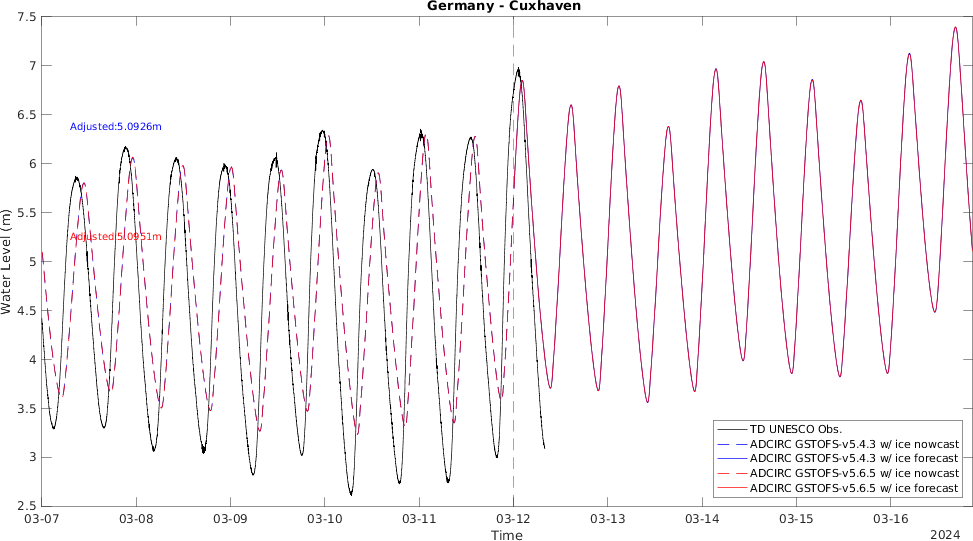 Germany - Cuxhaven
7.5
7
6.5
6
5.5
5
4.5
4
3.5
3
2.5
Water Level (m)
Adjusted:5.0926m
Adjusted:5.0951m
TD UNESCO Obs.
ADCIRC GSTOFS-v5.4.3 w/ ice nowcast
ADCIRC GSTOFS-v5.4.3 w/ ice forecast
ADCIRC GSTOFS-v5.6.5 w/ ice nowcast
ADCIRC GSTOFS-v5.6.5 w/ ice forecast
03-07 03-08 03-09 03-10 03-11 03-12 03-13 03-14 03-15 03-16
Time
2024